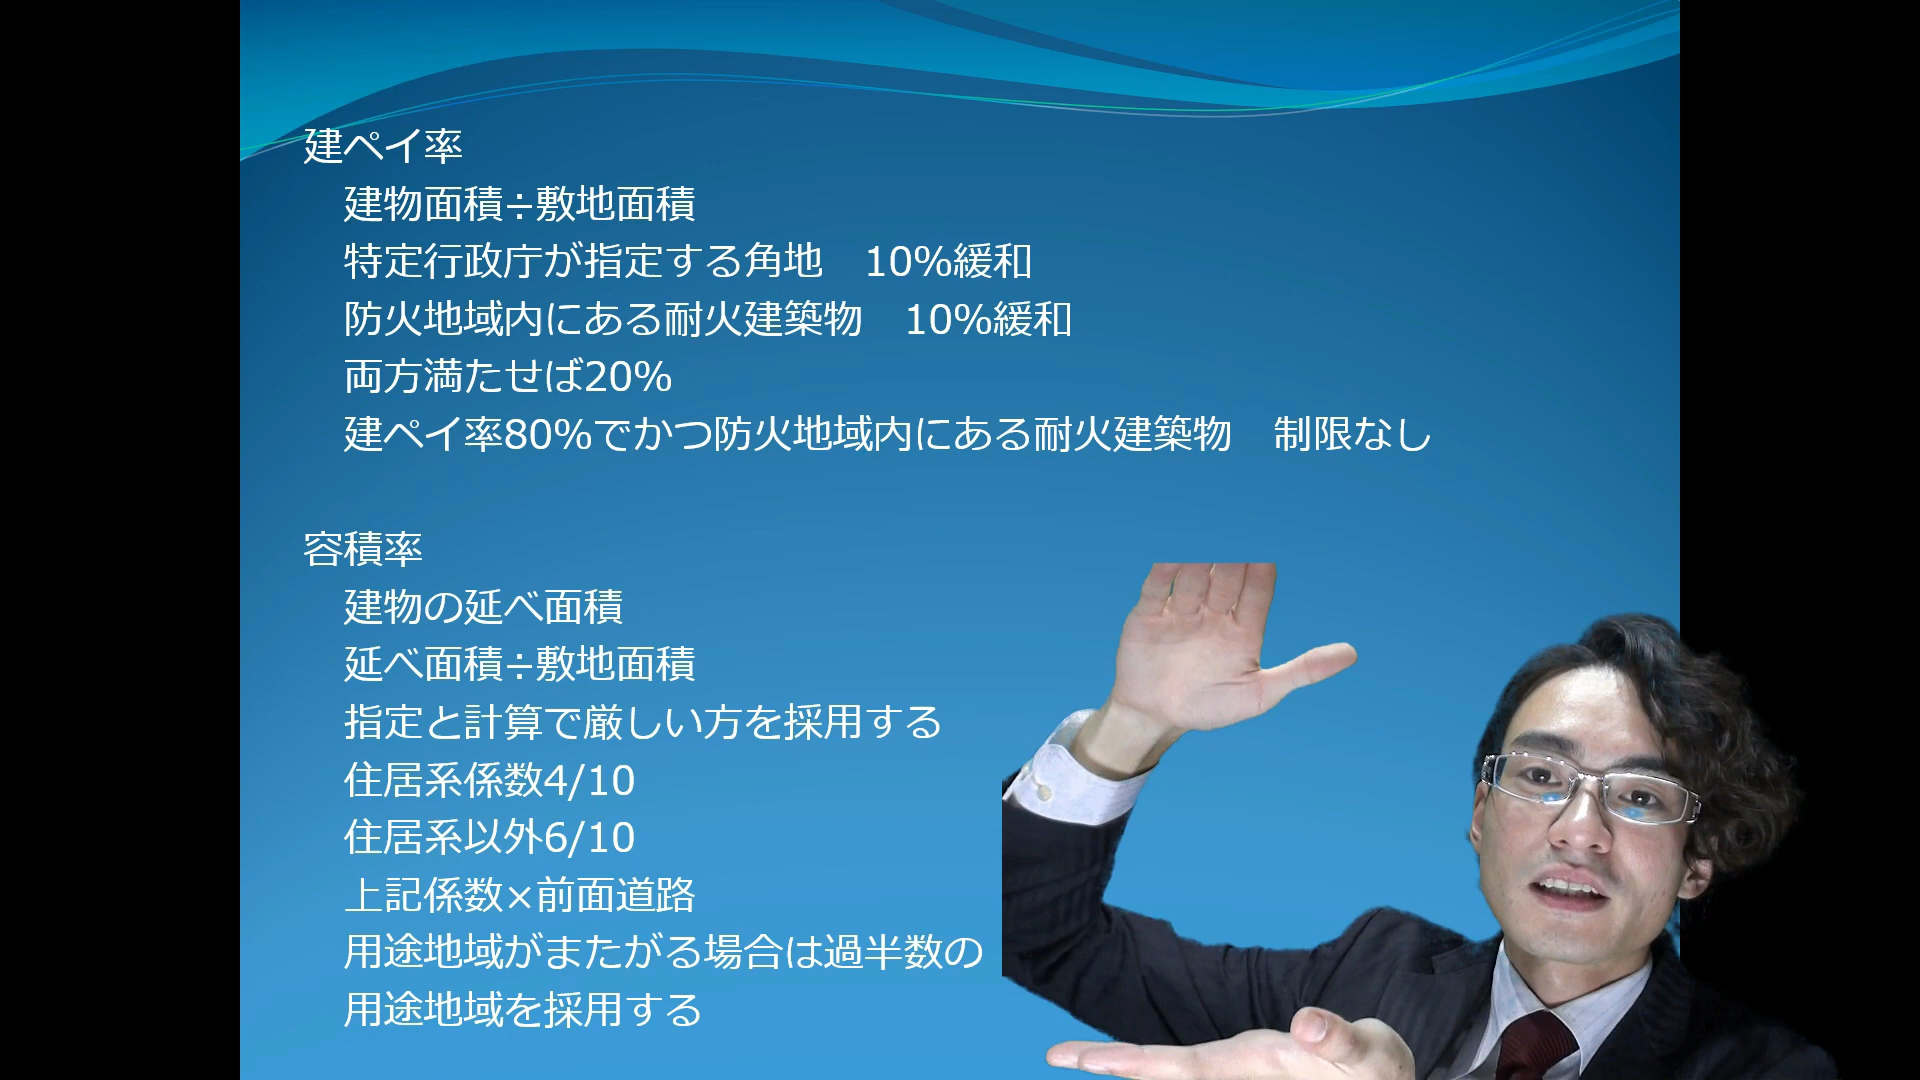 建ペイ率
建物面積÷敷地面積
特定行政庁が指定する角地　10%緩和
防火地域内にある耐火建築物　10%緩和
両方満たせば20%
建ペイ率80%でかつ防火地域内にある耐火建築物　制限なし
容積率
建物の延べ面積
延べ面積÷敷地面積
指定と計算で厳しい方を採用する
住居系係数4/10
住居系以外6/10
上記係数×前面道路
用途地域がまたがる場合は過半数の
用途地域を採用する